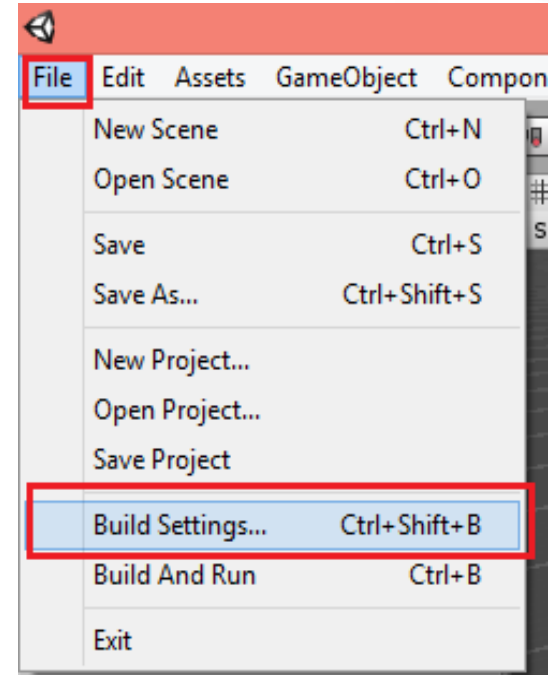 File Edit Assets GameObject Compon
New Scene Ctrl+N
Open Scene Ctrl+O
Save Ctrl+S
Save As... Ctrl+Shift+S
New Project...
Open Project...
Save Project
Build Settings... Ctrl+Shift+B
Build And Run Ctrl+B
Exit